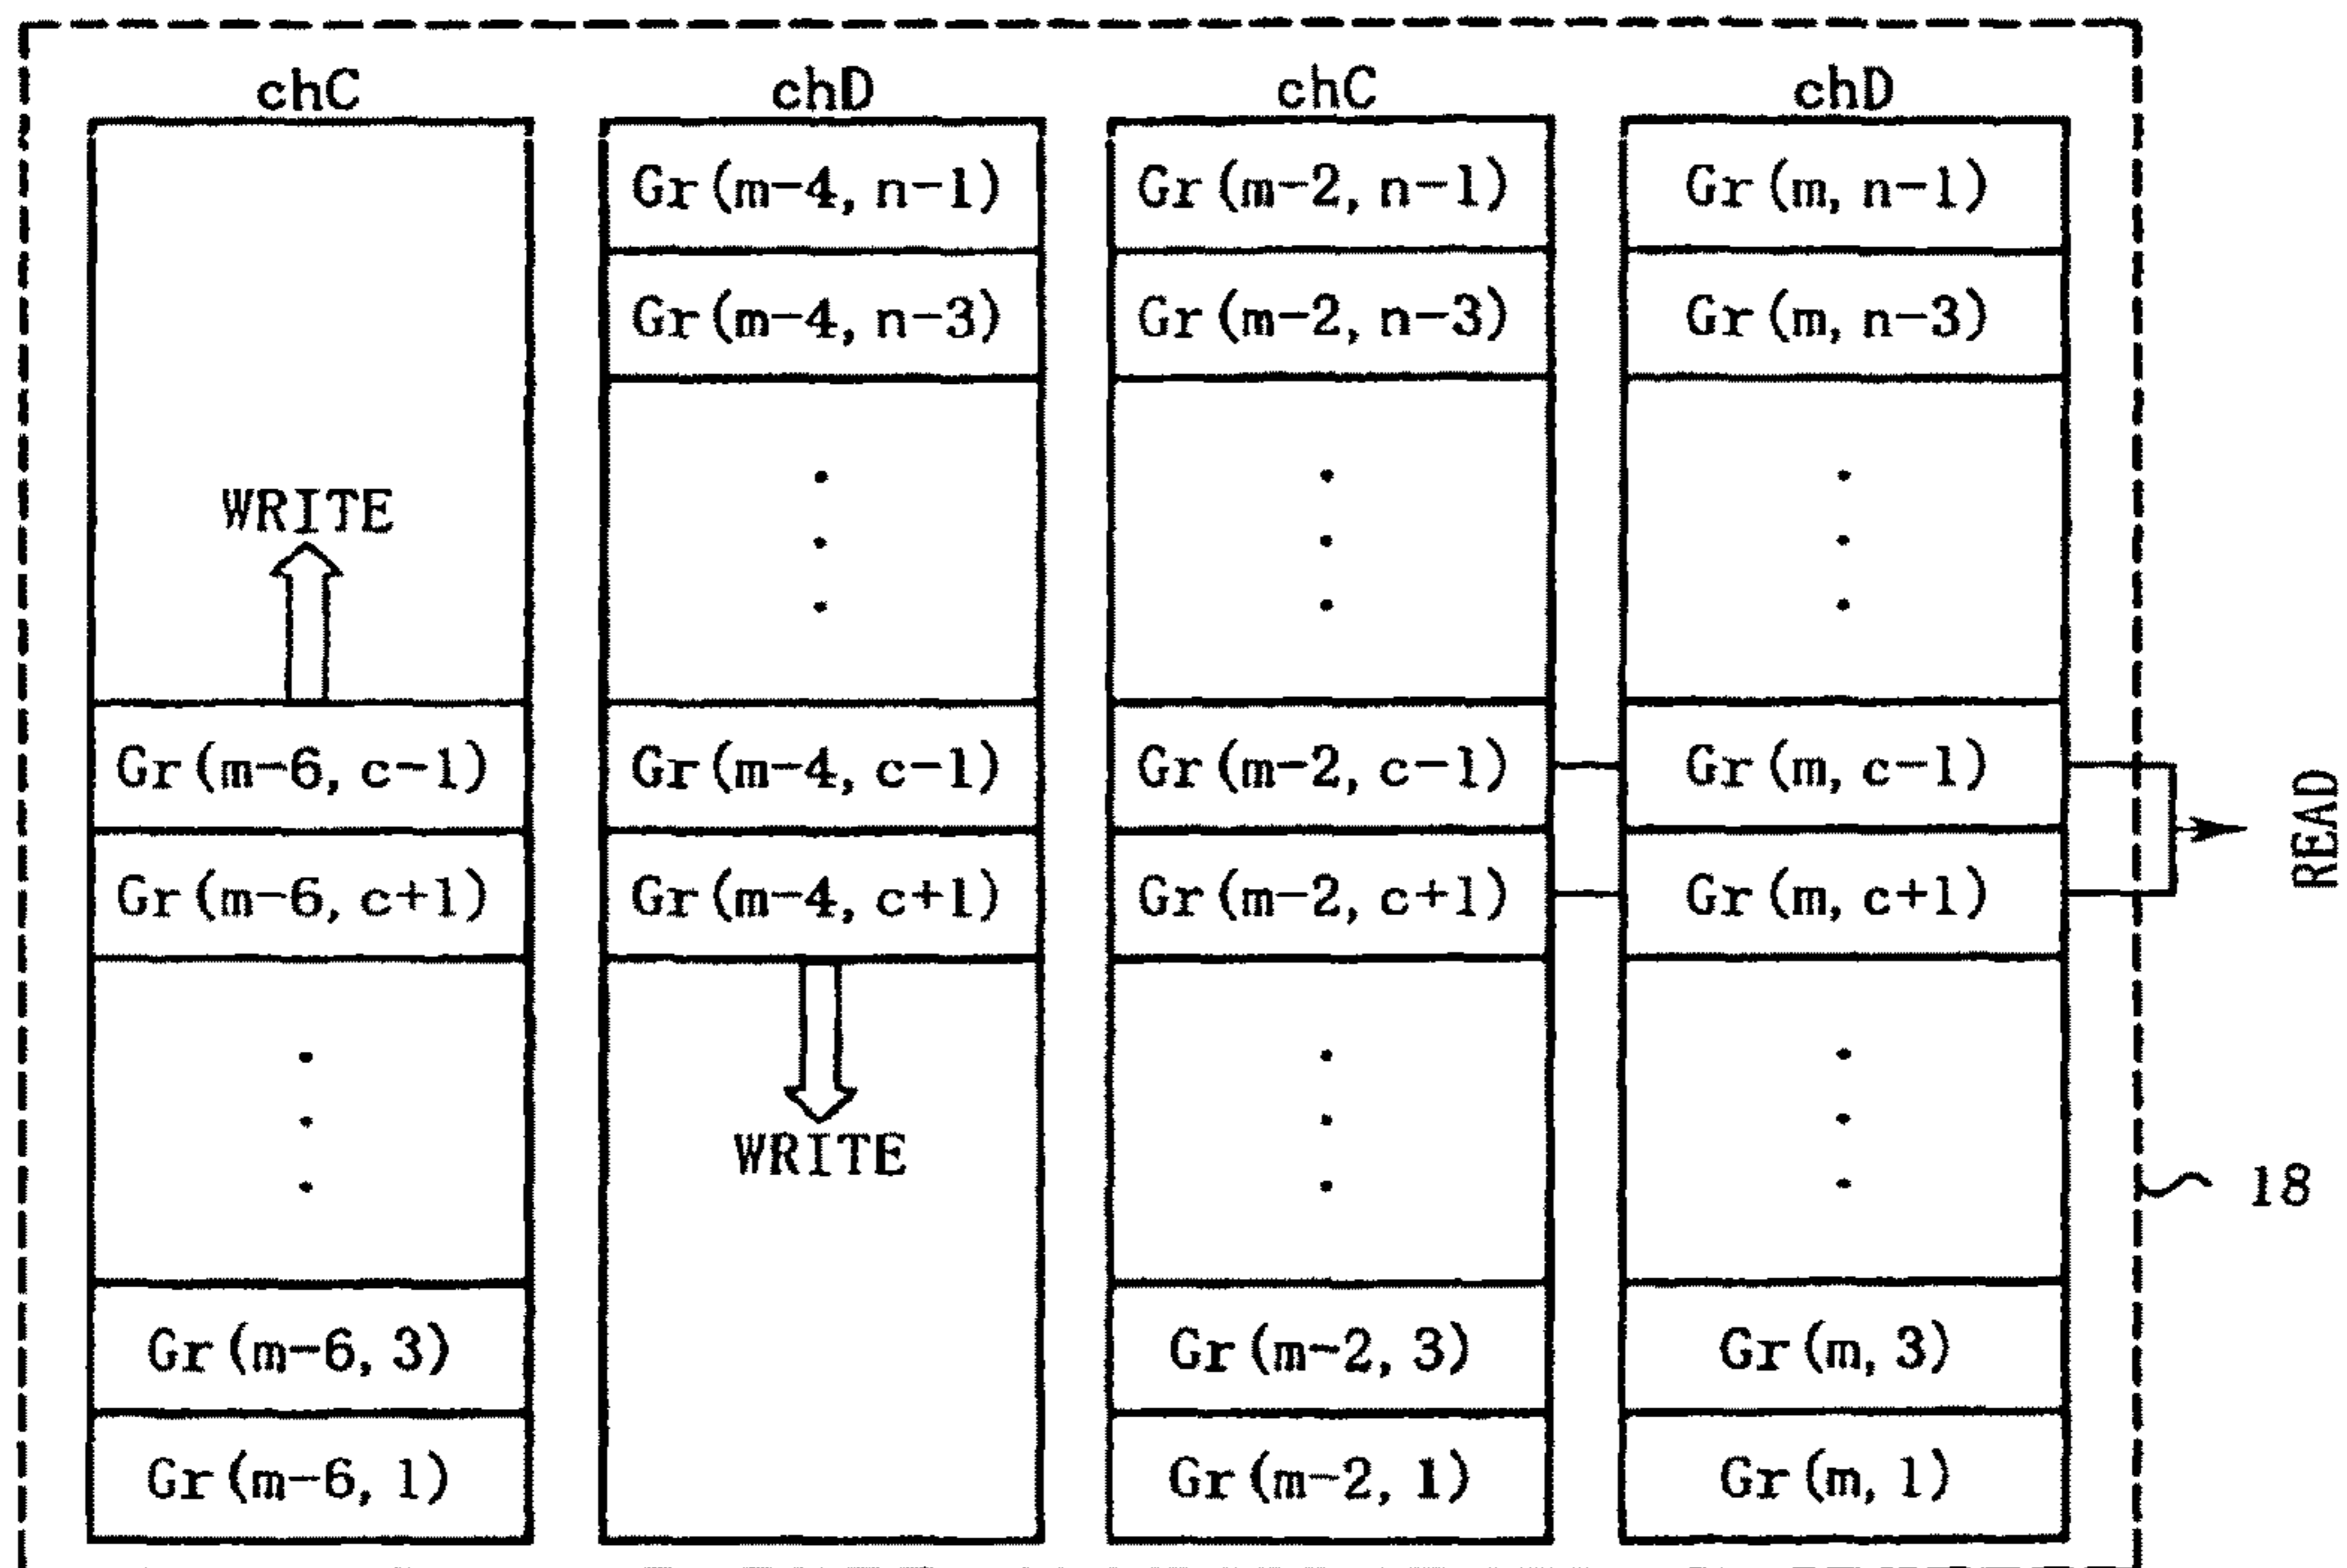 chC chD chC chD
Gr(m-4, n-1) Gr(m-2, n-1) Gr(m, n-1)
Gr(m-4, n-3) Gr(m-2, n-3) Gr(m, n-3)
WRITE
Gr(m-6, c-1) Gr(m-4, c-1) Gr(m-2, c-1) Gr(m, c-1)
READ
Gr(m-6, c+1) Gr(m-4, c+1) Gr(m-2, c+1) Gr(m, c+1)
WRITE
18
Gr(m-6, 3) Gr(m-2, 3) Gr(m, 3)
Gr(m-6, 1) Gr(m-2, 1) Gr(m, 1)